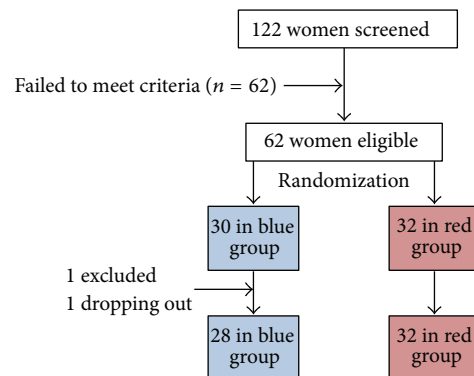 122 women screened
Failed to meet criteria (n = 62)
62 women eligible
Randomization
30 in blue
group
32 in red
group
1 excluded
1 dropping out
28 in blue
group
32 in red
group